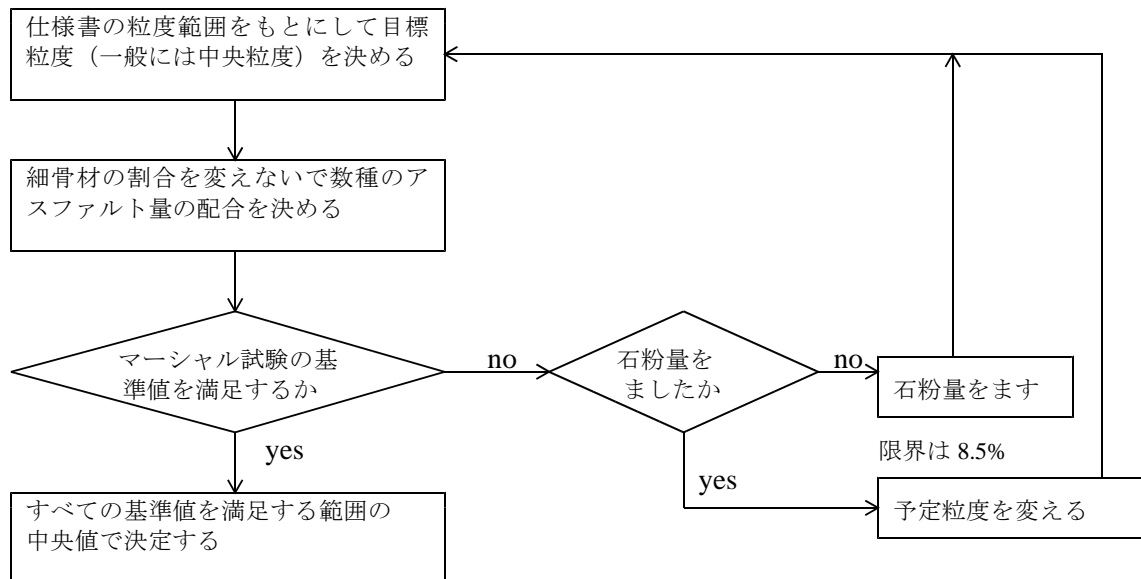 仕様書の粒度範囲をもとにして目標
粒度（一般には中央粒度）を決める
細骨材の割合を変えないで数種のア
スファルト量の配合を決める
マーシャル試験の基
準値を満足するか
no
石粉量を
ましたか
no
石粉量をます
yes
限界は 8.5%
yes
予定粒度を変える
すべての基準値を満足する範囲の
中央値で決定する